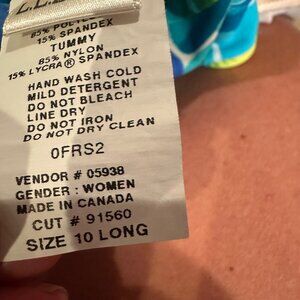 15% SPANDEX
TUMMY
85% NYLON
15% LYCRA® SPANDEX
HAND WASH COLD
MILD DETERGENT
DO NOT BLEACH
LINE DRY
DO NOT IRON
DO NOT DRY CLEAN
0FRS2
VENDOR # 05938
GENDER : WOMEN
MADE IN CANADA
CUT # 91560
SIZE 10 LONG